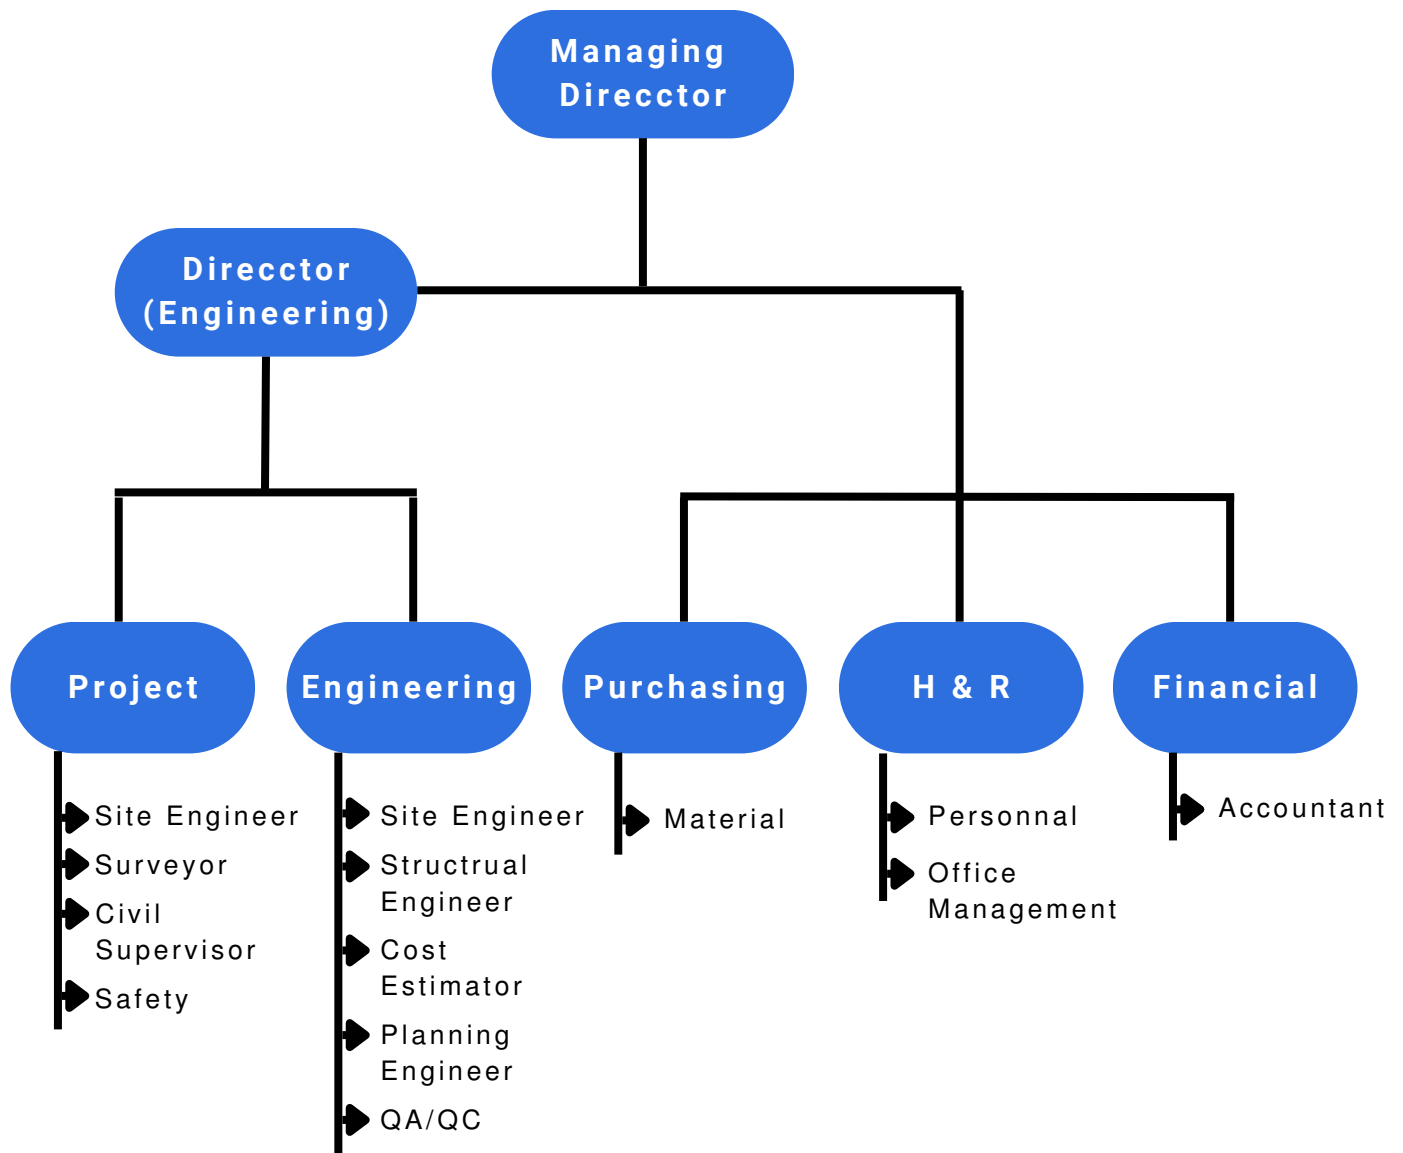 Managing
Direcctor
Direcctor
(Engineering)
Project
Engineering
Purchasing
H & R
Financial
Site Engineer
Surveyor
Civil
Supervisor
Safety
Site Engineer
Structrual
Engineer
Cost
Estimator
Planning
Engineer
QA/QC
Material
Personnal
Office
Management
Accountant